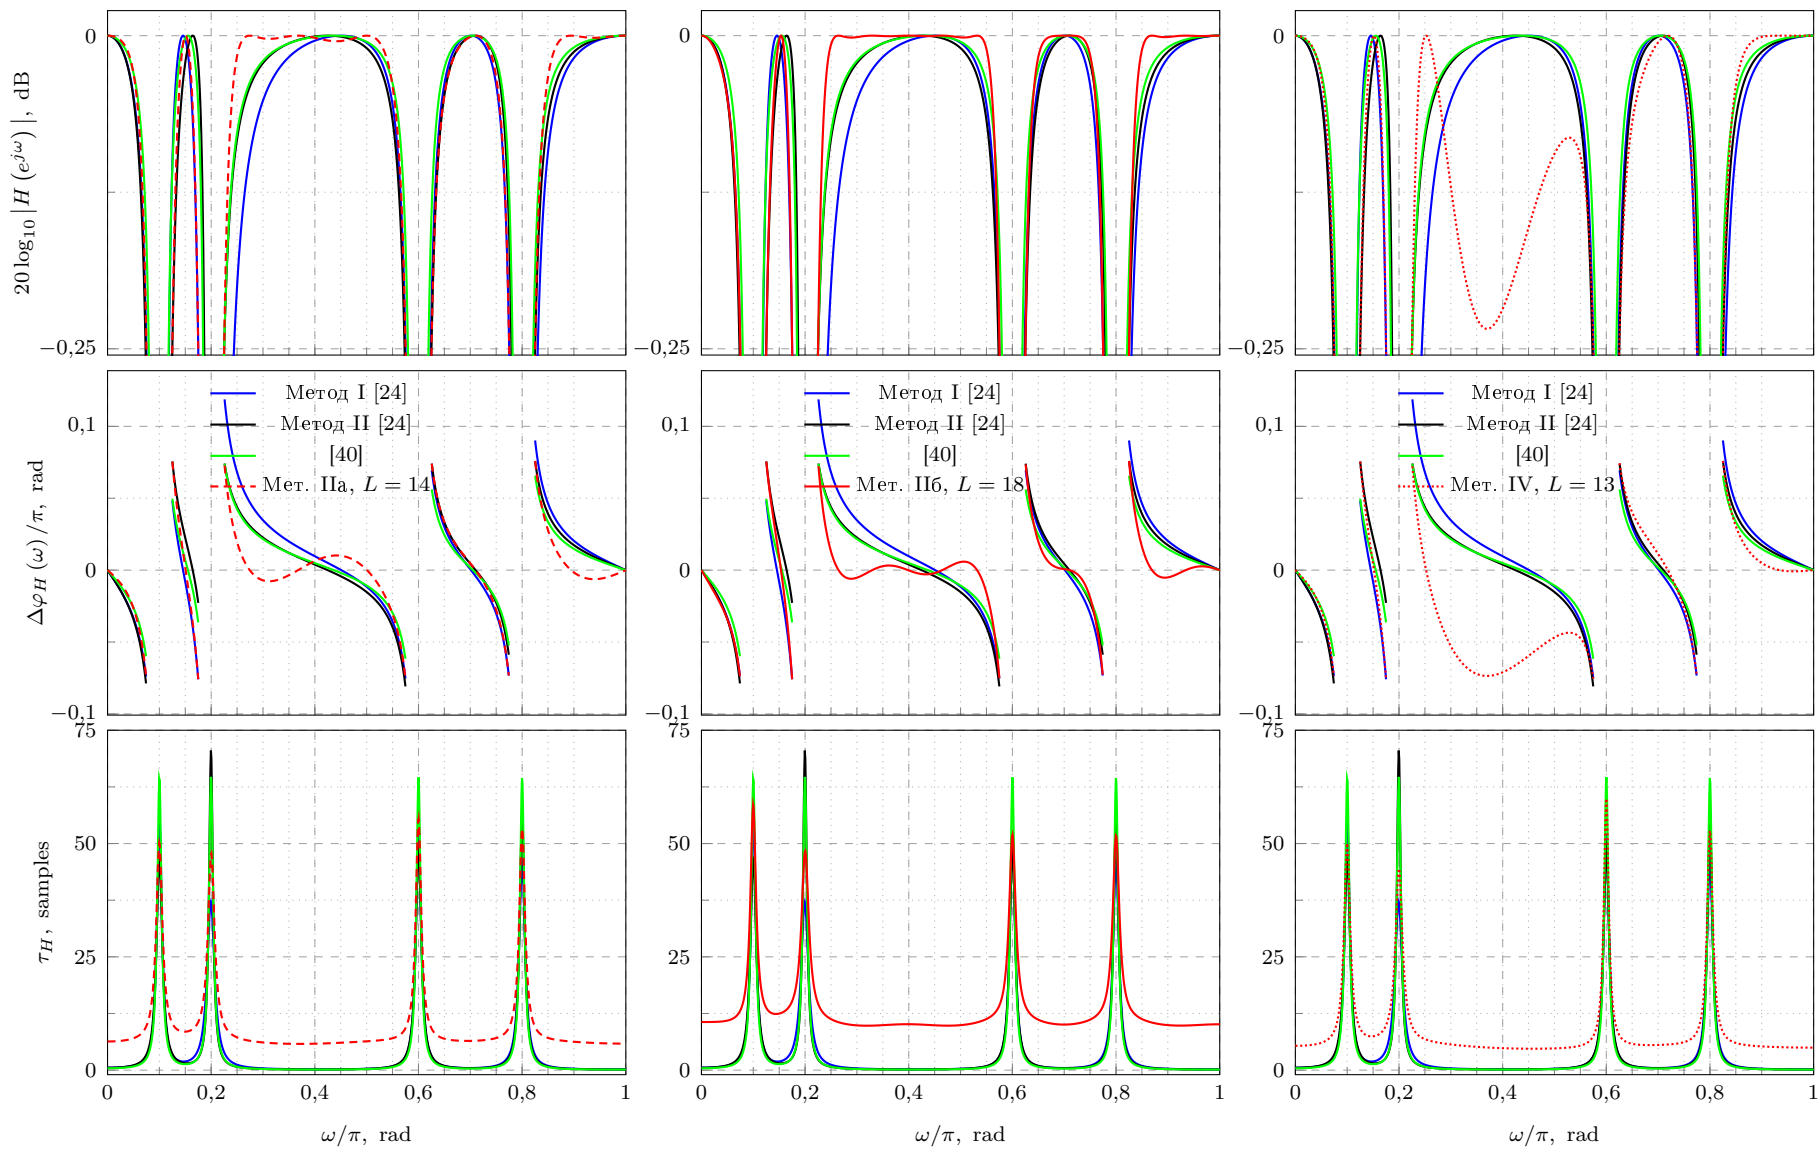 20 log₁₀ |H (e^{jω})|, dB
0 0 0
−0,25 −0,25 −0,25
Δφ_H (ω) /π, rad
Метод I [24] Метод I [24] Метод I [24]
0,1 Метод II [24] 0,1 Метод II [24] 0,1 Метод II [24]
[40] [40] [40]
Мет. IIа, L = 14 Мет. IIб, L = 18 Мет. IV, L = 13
0 0 0
−0,1 −0,1 −0,1
τ_H, samples
75 75 75
50 50 50
25 25 25
0 0 0
0 0,2 0,4 0,6 0,8 1 0 0,2 0,4 0,6 0,8 1 0 0,2 0,4 0,6 0,8 1
ω/π, rad ω/π, rad ω/π, rad